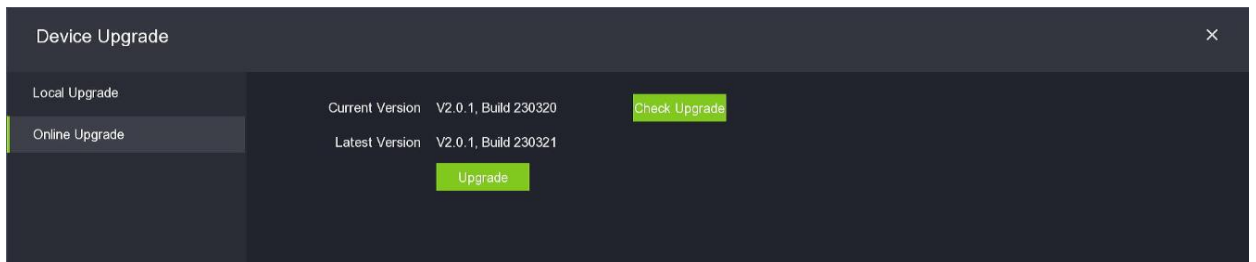 Device Upgrade
Local Upgrade
Online Upgrade
Current Version V2.0.1, Build 230320 Check Upgrade
Latest Version V2.0.1, Build 230321
Upgrade